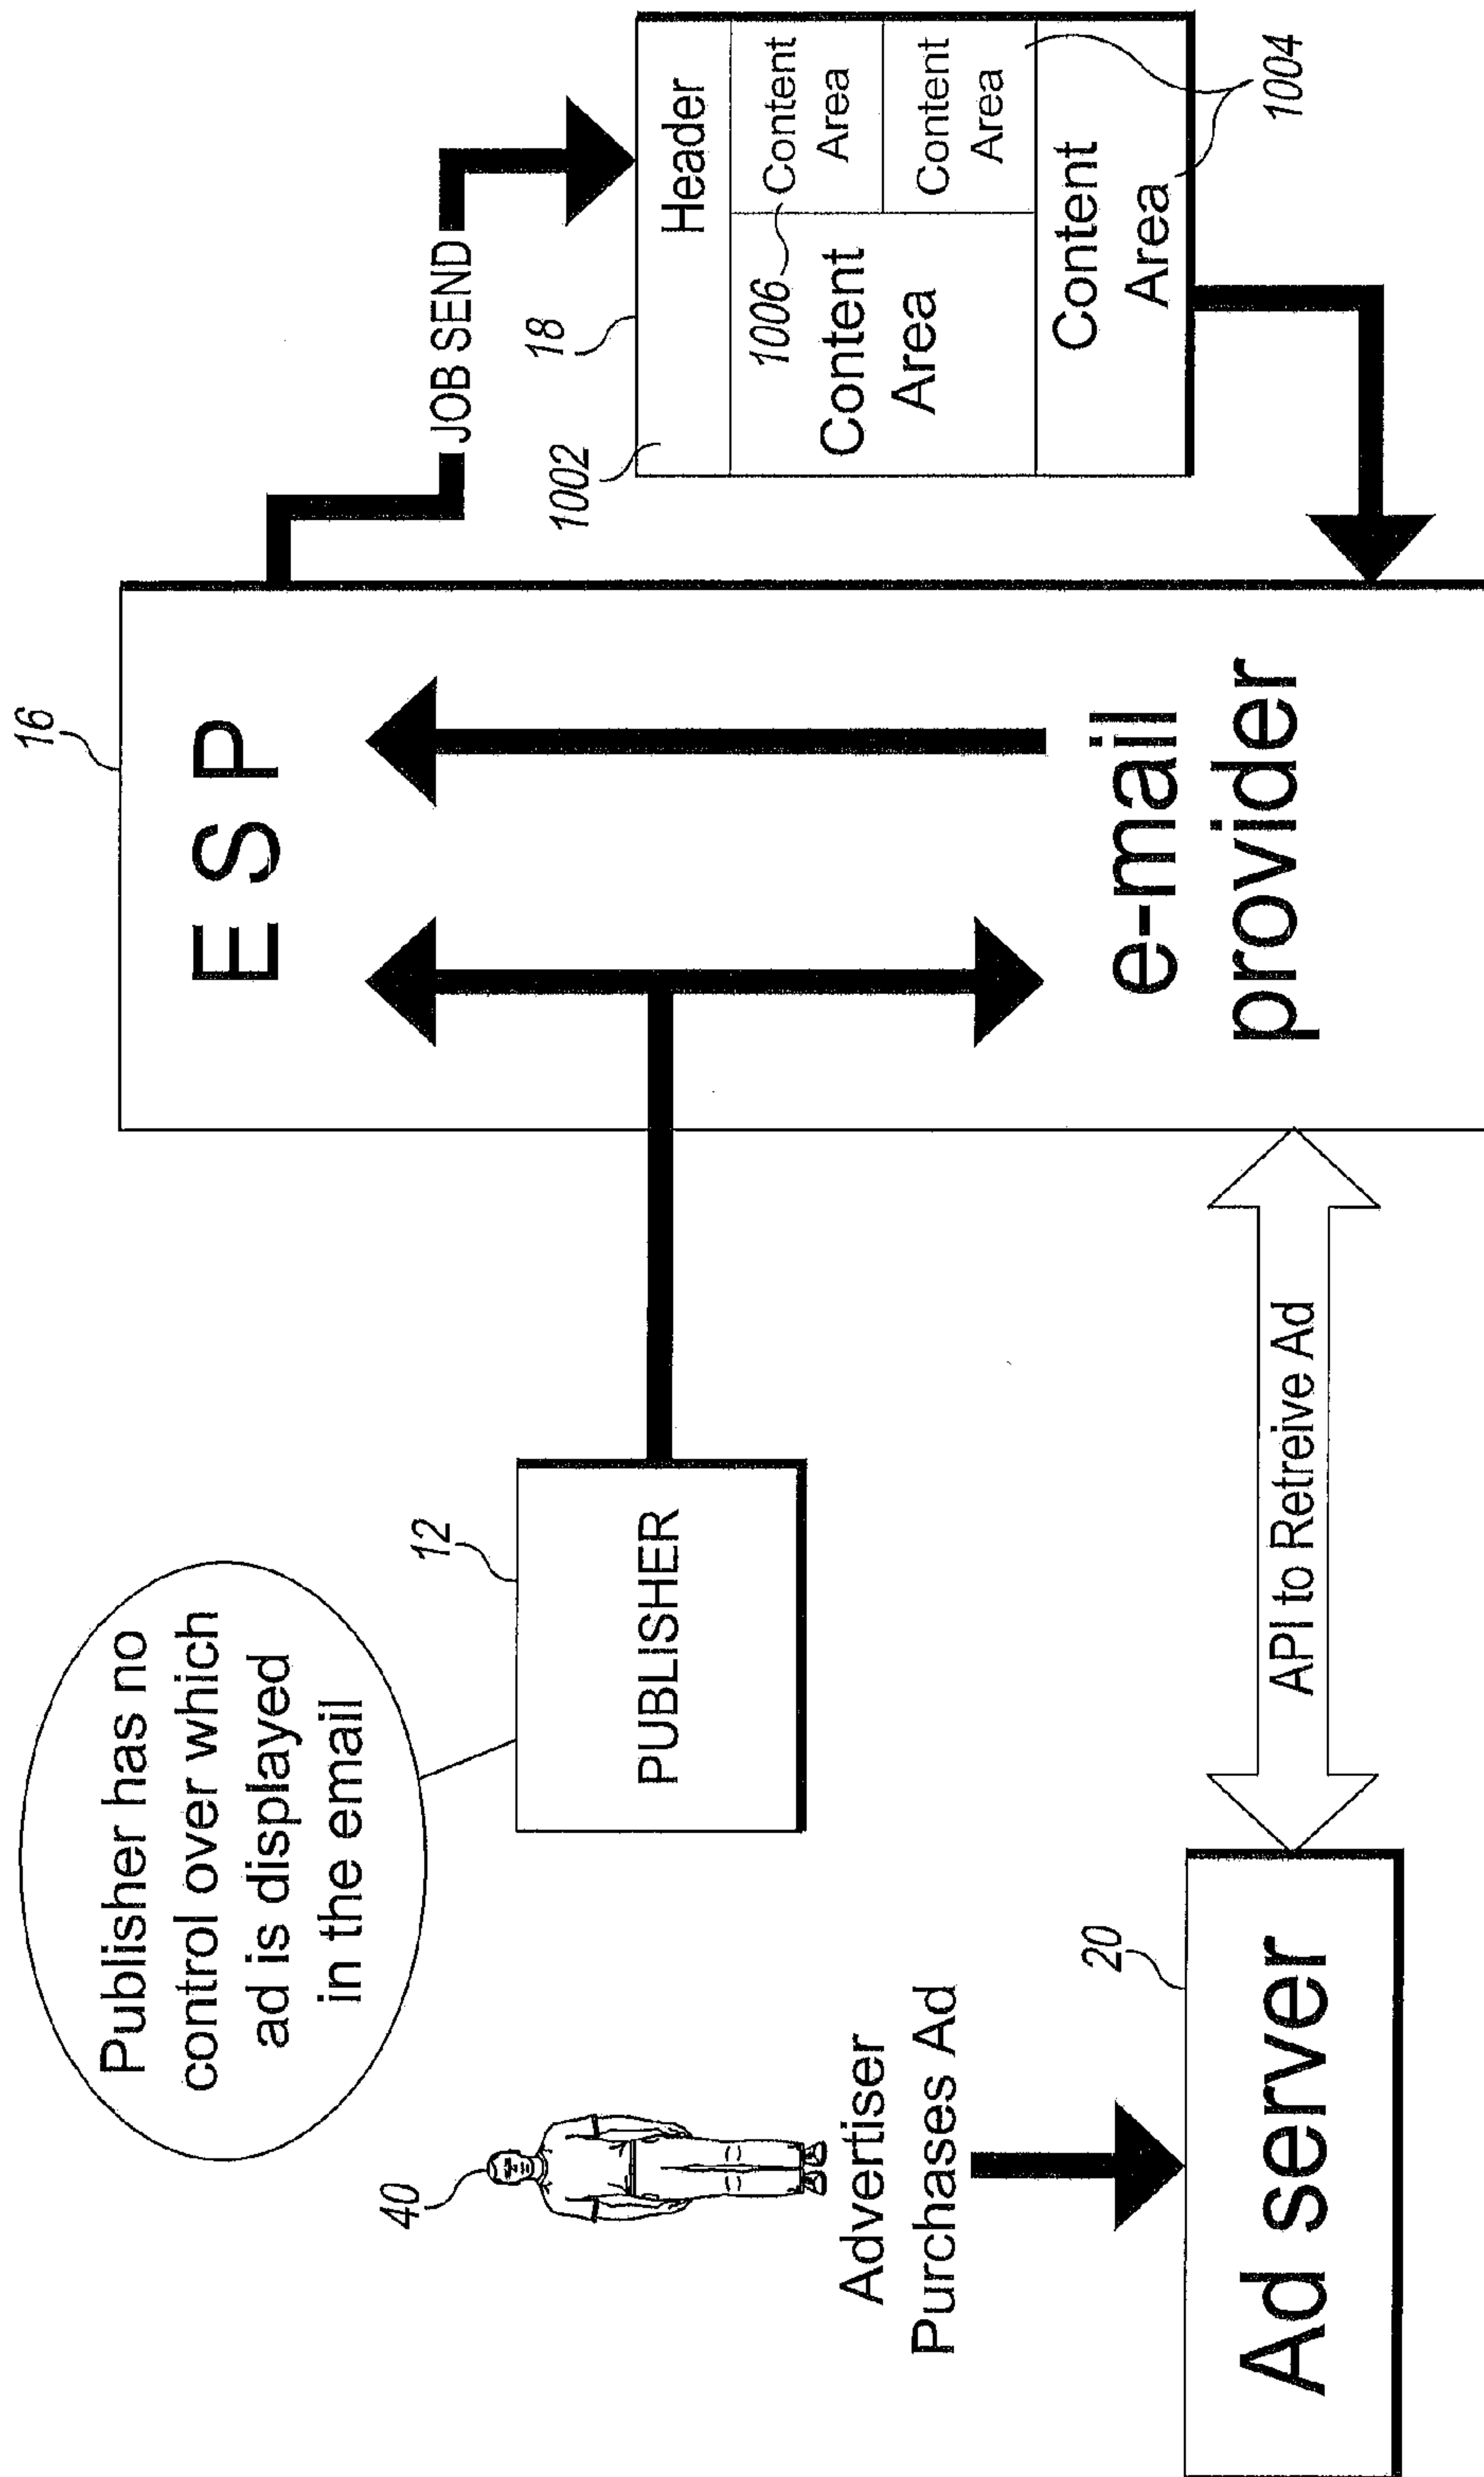 Publisher has no
control over which
ad is displayed
in the email
40
Advertiser
Purchases Ad
20
Ad server
12
PUBLISHER
API to Retreive Ad
16
E S P
e-mail
provider
JOB SEND
18
1002
Header
1006
Content
Area
Content
Area
Content
Area
Content
Area
1004